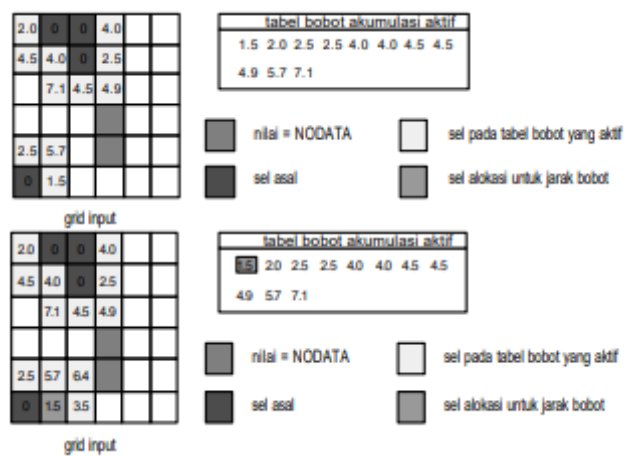 2.0 0 0 4.0
4.5 4.0 0 2.5
7.1 4.5 4.9
2.5 5.7
0 1.5
grid input
tabel bobot akumulasi aktif
1.5 2.0 2.5 2.5 4.0 4.0 4.5 4.5
4.9 5.7 7.1
nilai = NODATA
sel pada tabel bobot yang aktif
sel asal
sel alokasi untuk jarak bobot
2.0 0 0 4.0
4.5 4.0 0 2.5
7.1 4.5 4.9
2.5 5.7 6.4
0 1.5 3.5
grid input
tabel bobot akumulasi aktif
1.5 2.0 2.5 2.5 4.0 4.0 4.5 4.5
4.9 5.7 7.1
nilai = NODATA
sel pada tabel bobot yang aktif
sel asal
sel alokasi untuk jarak bobot